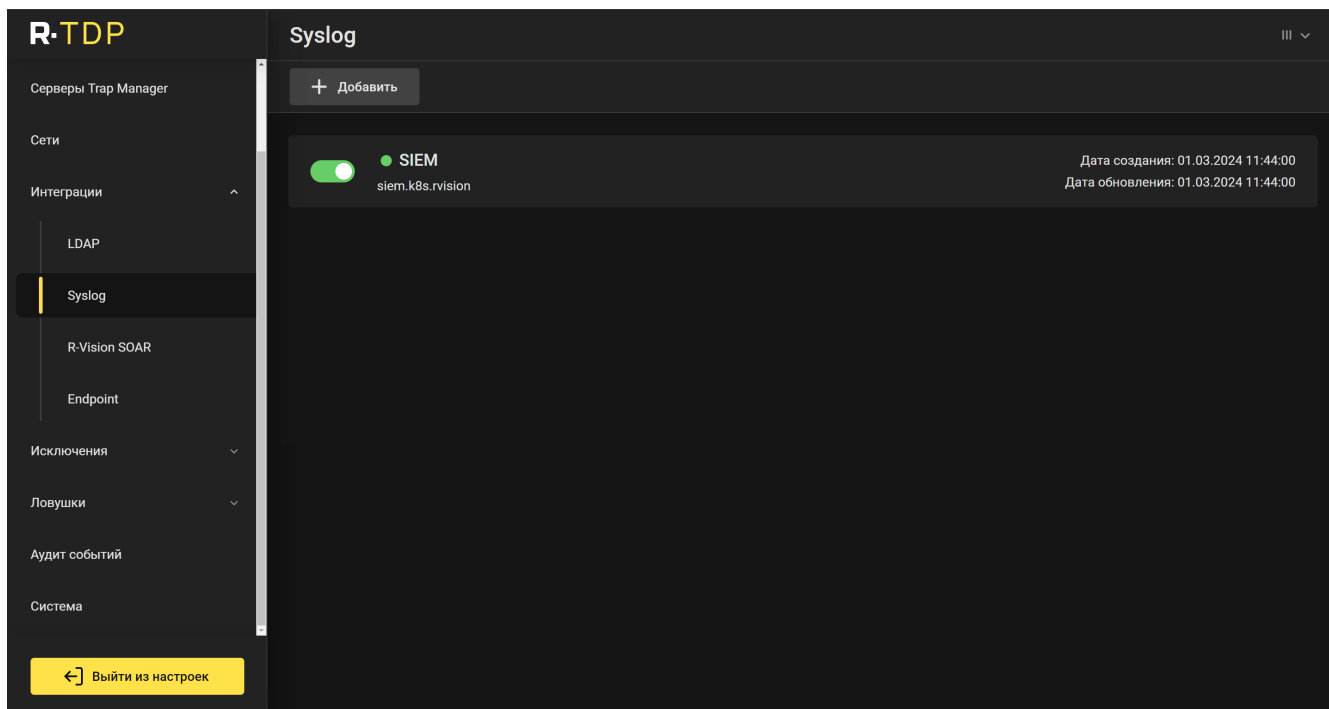 R·TDP
Серверы Trap Manager
Сети
Интеграции
LDAP
Syslog
R-Vision SOAR
Endpoint
Исключения
Ловушки
Аудит событий
Система
Выйти из настроек
Syslog
Добавить
SIEM
siem.k8s.rvision
Дата создания: 01.03.2024 11:44:00
Дата обновления: 01.03.2024 11:44:00